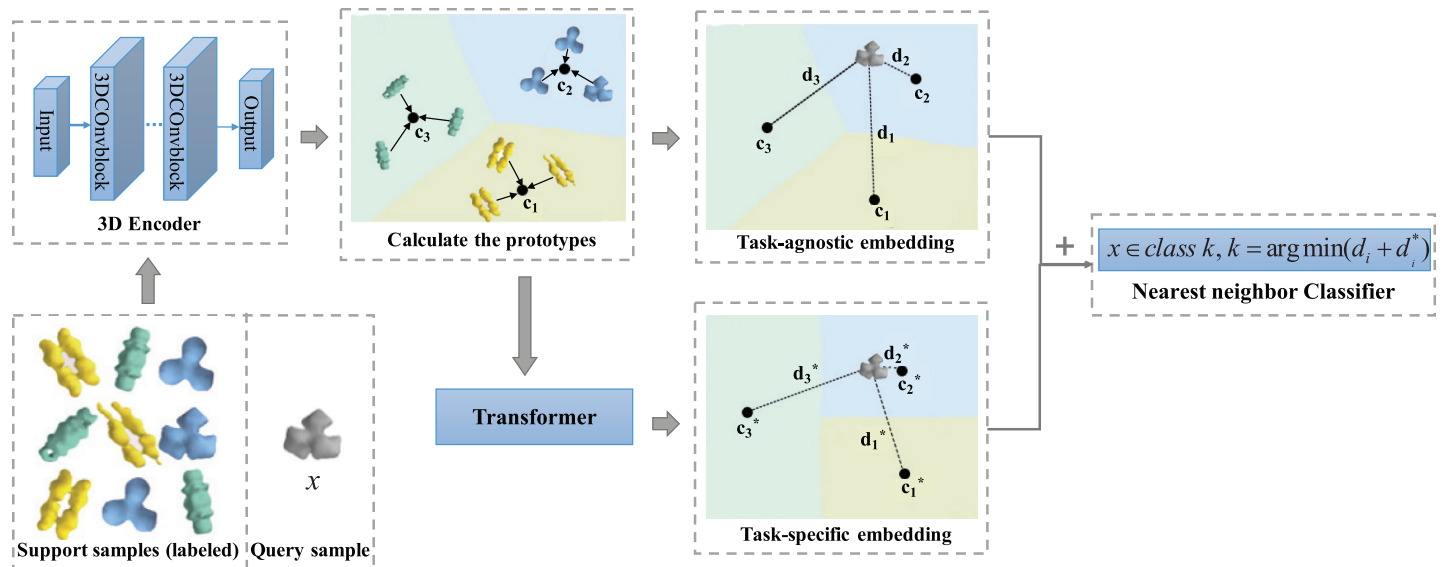 Input
3DCOnvblock
3DCOnvblock
Output
3D Encoder
c2
c3
c1
Calculate the prototypes
d3
d2
c2
d1
c3
c1
Task-agnostic embedding
+
x ∈ class k, k = arg min(d_i + d_i^*)
Nearest neighbor Classifier
Transformer
d2*
d3*
c2*
c3*
d1*
c1*
Task-specific embedding
x
Support samples (labeled)
Query sample